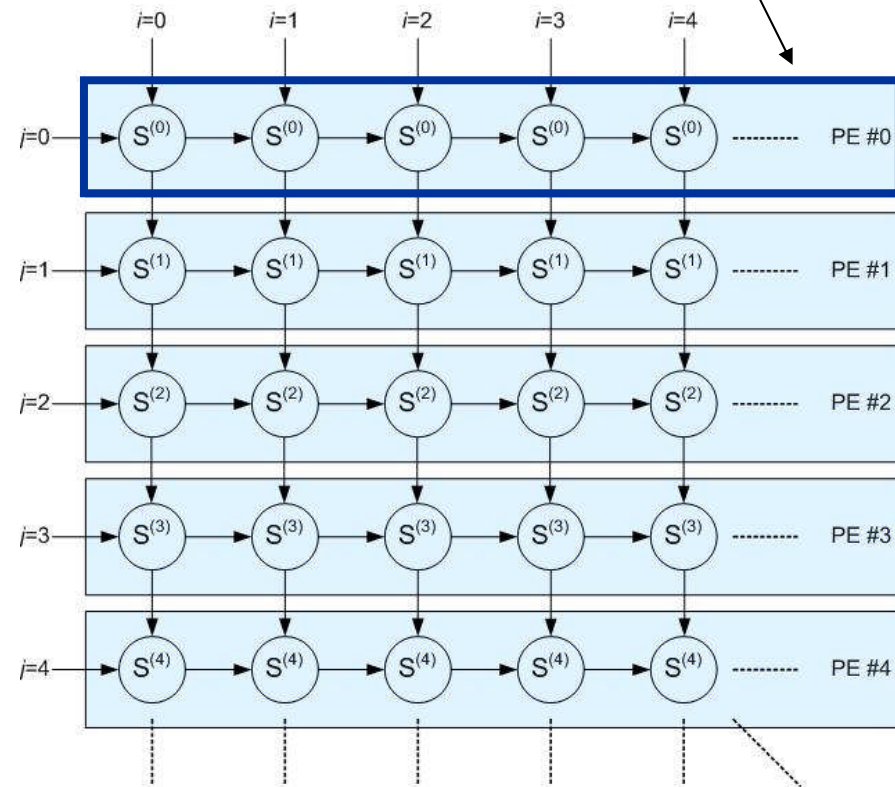 i=0 i=1 i=2 i=3 i=4
j=0 S(0) S(0) S(0) S(0) S(0) PE #0
j=1 S(1) S(1) S(1) S(1) S(1) PE #1
j=2 S(2) S(2) S(2) S(2) S(2) PE #2
j=3 S(3) S(3) S(3) S(3) S(3) PE #3
j=4 S(4) S(4) S(4) S(4) S(4) PE #4